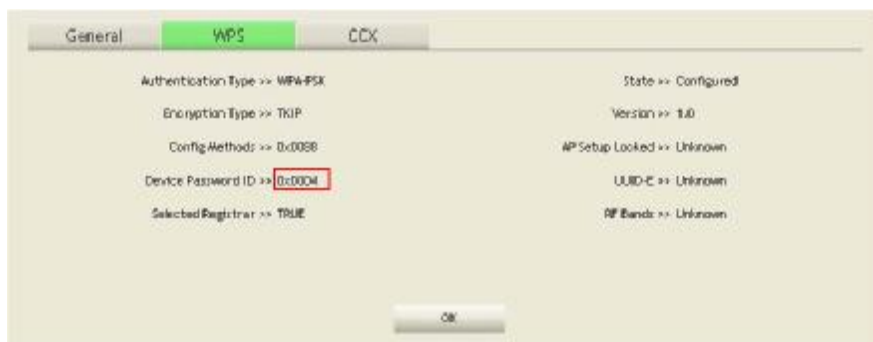 General WPS CCX
Authentication Type >> WPA-PSK
State >> Configured
Encryption Type >> TKIP
Version >> 1.0
Config Methods >> 0x0088
AP Setup Locked >> Unknown
Device Password ID >> 0x0004
UUID-E >> Unknown
Selected Registrar >> TRUE
RF Bands >> Unknown
OK